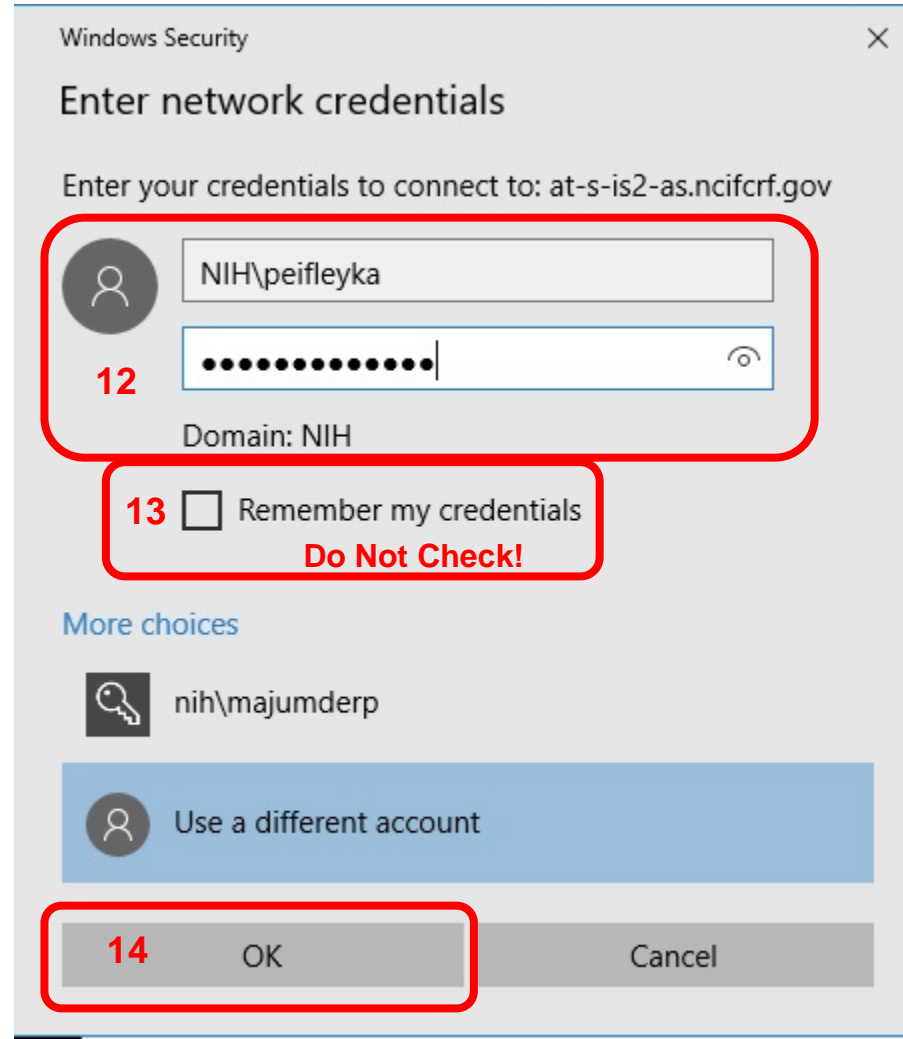 Windows Security
Enter network credentials
Enter your credentials to connect to: at-s-is2-as.ncifcrf.gov
NIH\peifleyka
●●●●●●●●●●●●●
12
Domain: NIH
13 Remember my credentials
Do Not Check!
More choices
nih\majumderp
Use a different account
14 OK Cancel